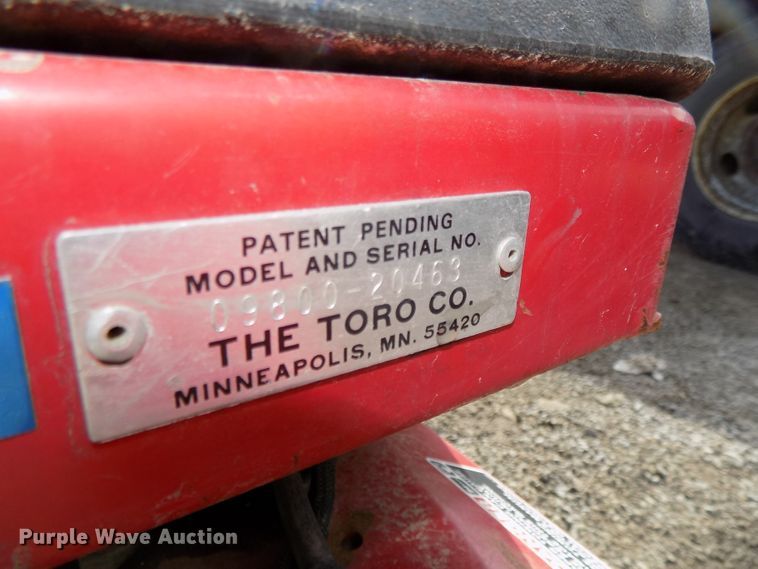 PATENT PENDING
MODEL AND SERIAL NO.
09800-20463
THE TORO CO.
MINNEAPOLIS, MN. 55420
Purple Wave Auction